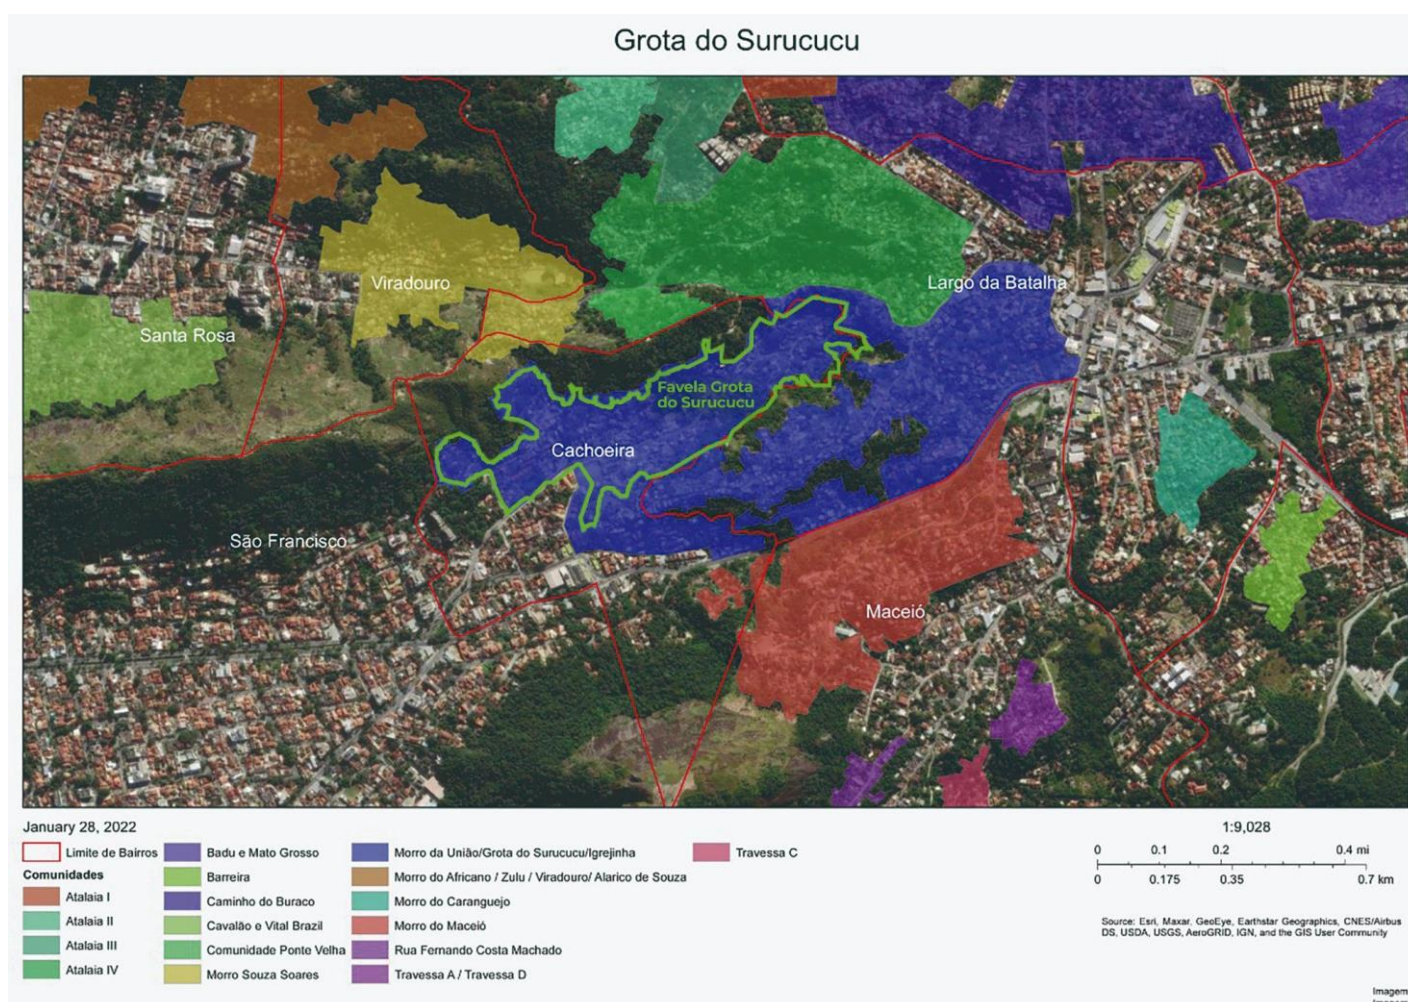 Grota do Surucucu
Viradouro
Largo da Batalha
Santa Rosa
Favela Grota
do Surucucu
Cachoeira
São Francisco
Maceió
January 28, 2022
Limite de Bairros
Comunidades
Atalaia I
Atalaia II
Atalaia III
Atalaia IV
Badu e Mato Grosso
Barreira
Caminho do Buraco
Cavalão e Vital Brazil
Comunidade Ponte Velha
Morro Souza Soares
Morro da União/Grota do Surucucu/Igrejinha
Morro do Africano / Zulu / Viradouro/ Alarico de Souza
Morro do Caranguejo
Morro do Maceió
Rua Fernando Costa Machado
Travessa A / Travessa D
Travessa C
1:9,028
0 0.1 0.2 0.4 mi
0 0.175 0.35 0.7 km
Source: Esri, Maxar, GeoEye, Earthstar Geographics, CNES/Airbus
DS, USDA, USGS, AeroGRID, IGN, and the GIS User Community
Imagem